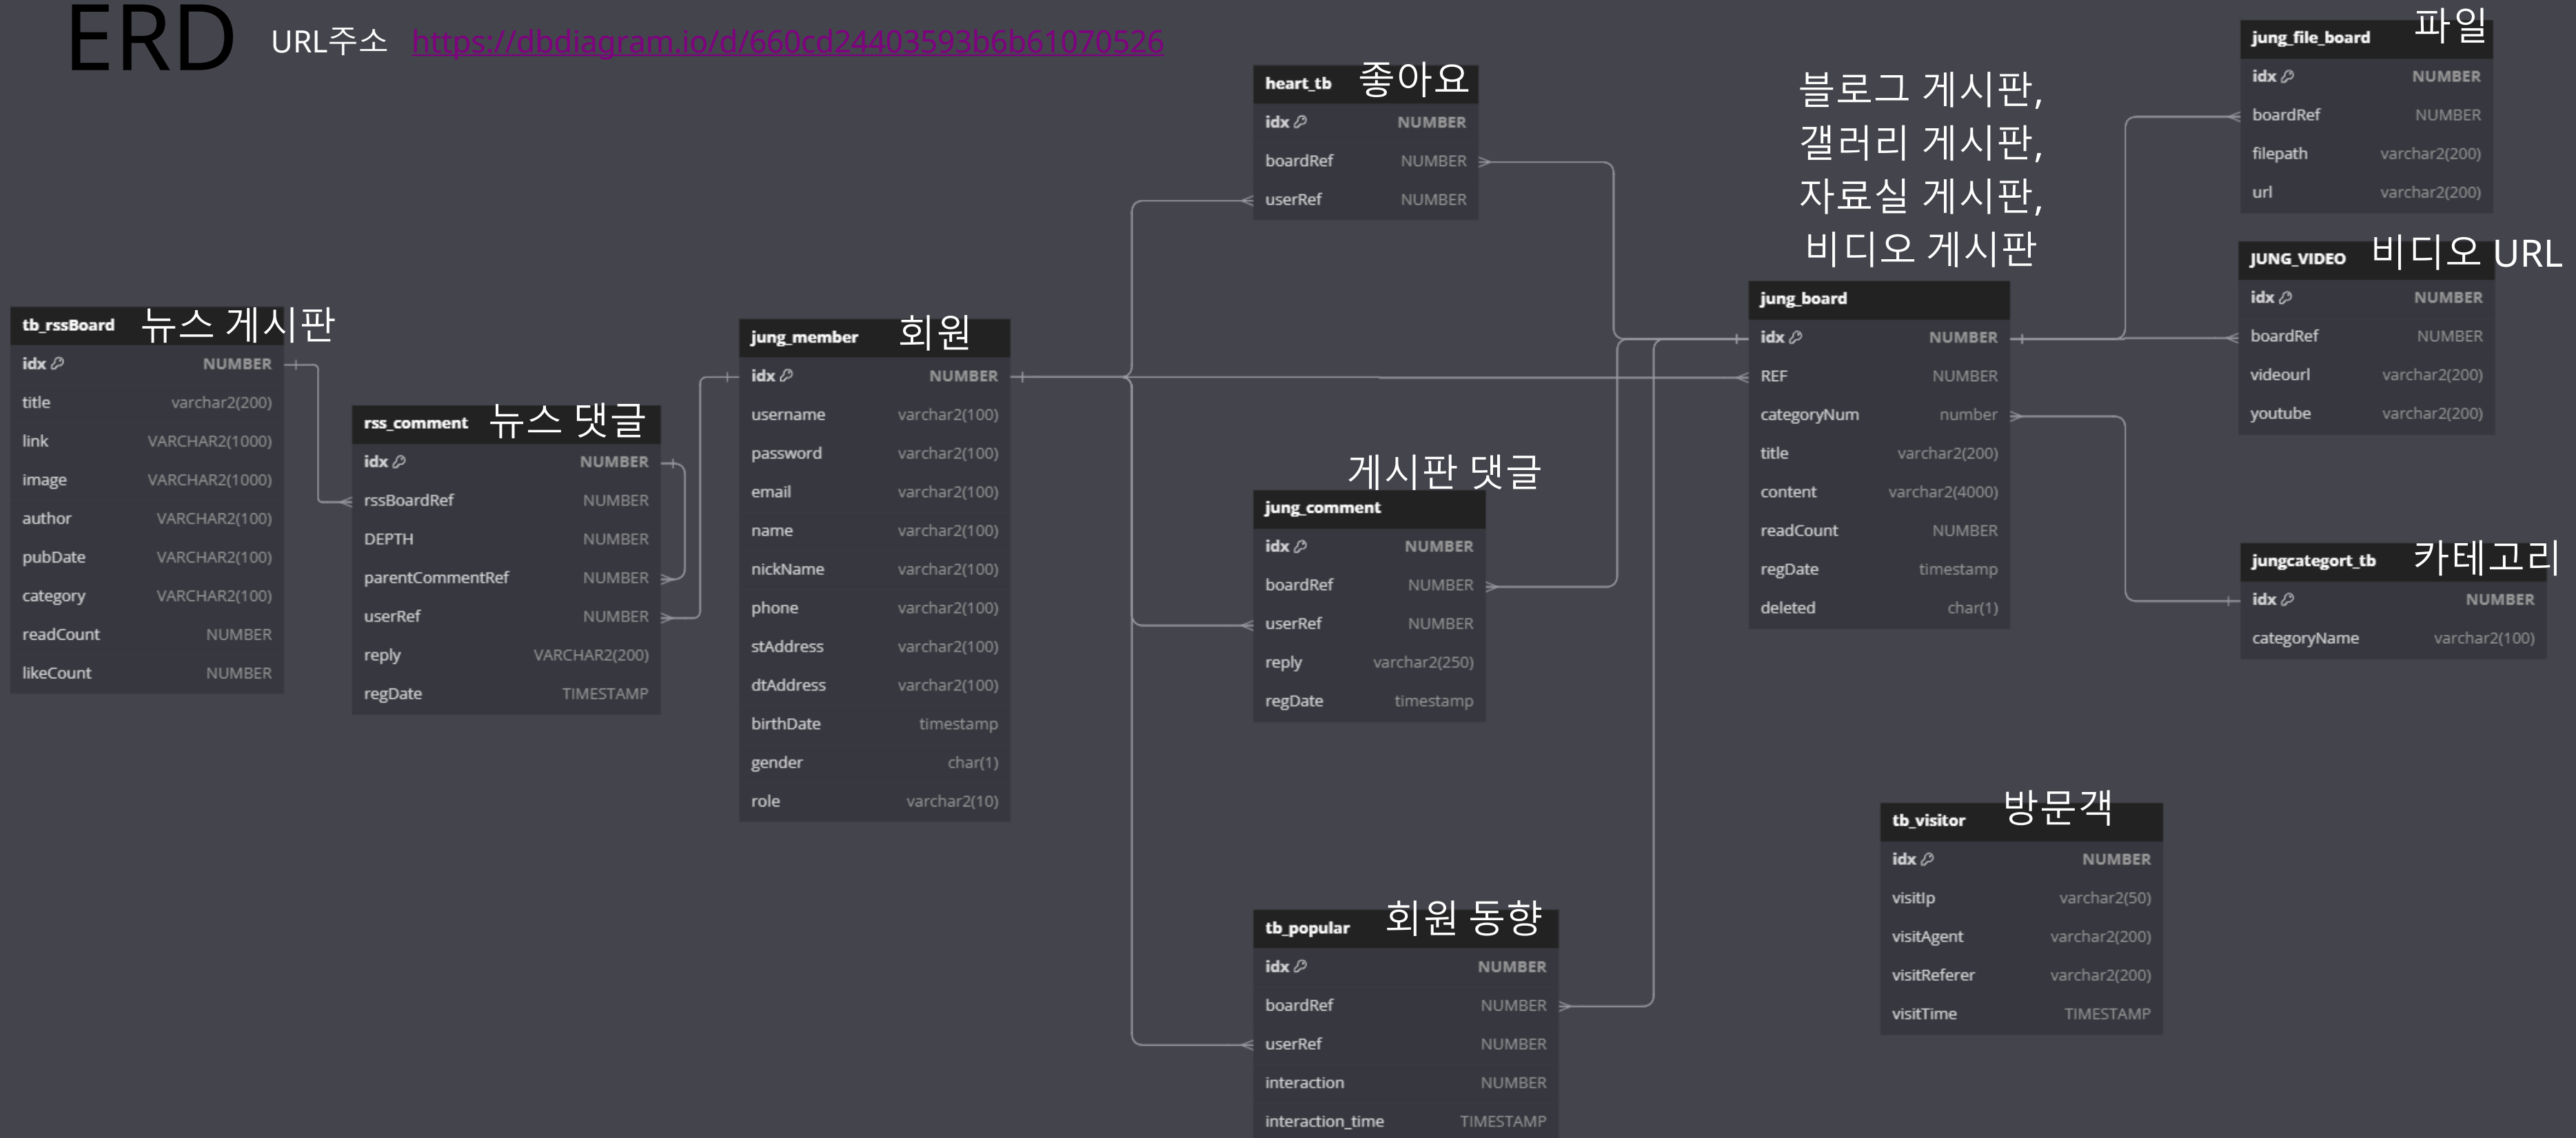 ERD
URL주소 https://dbdiagram.io/d/660cd24403593b6b61070526
tb_rssBoard 뉴스 게시판
idx NUMBER
title varchar2(200)
link VARCHAR2(1000)
image VARCHAR2(1000)
author VARCHAR2(100)
pubDate VARCHAR2(100)
category VARCHAR2(100)
readCount NUMBER
likeCount NUMBER
rss_comment 뉴스 댓글
idx NUMBER
rssBoardRef NUMBER
DEPTH NUMBER
parentCommentRef NUMBER
userRef NUMBER
reply VARCHAR2(200)
regDate TIMESTAMP
jung_member 회원
idx NUMBER
username varchar2(100)
password varchar2(100)
email varchar2(100)
name varchar2(100)
nickName varchar2(100)
phone varchar2(100)
stAddress varchar2(100)
dtAddress varchar2(100)
birthDate timestamp
gender char(1)
role varchar2(10)
heart_tb 좋아요
idx NUMBER
boardRef NUMBER
userRef NUMBER
게시판 댓글
jung_comment
idx NUMBER
boardRef NUMBER
userRef NUMBER
reply varchar2(250)
regDate timestamp
tb_popular 회원 동향
idx NUMBER
boardRef NUMBER
userRef NUMBER
interaction NUMBER
interaction_time TIMESTAMP
블로그 게시판,
갤러리 게시판,
자료실 게시판,
비디오 게시판
jung_board
idx NUMBER
REF NUMBER
categoryNum number
title varchar2(200)
content varchar2(4000)
readCount NUMBER
regDate timestamp
deleted char(1)
tb_visitor 방문객
idx NUMBER
visitIp varchar2(50)
visitAgent varchar2(200)
visitReferer varchar2(200)
visitTime TIMESTAMP
jung_file_board 파일
idx NUMBER
boardRef NUMBER
filepath varchar2(200)
url varchar2(200)
JUNG_VIDEO 비디오 URL
idx NUMBER
boardRef NUMBER
videourl varchar2(200)
youtube varchar2(200)
jungcategort_tb 카테고리
idx NUMBER
categoryName varchar2(100)